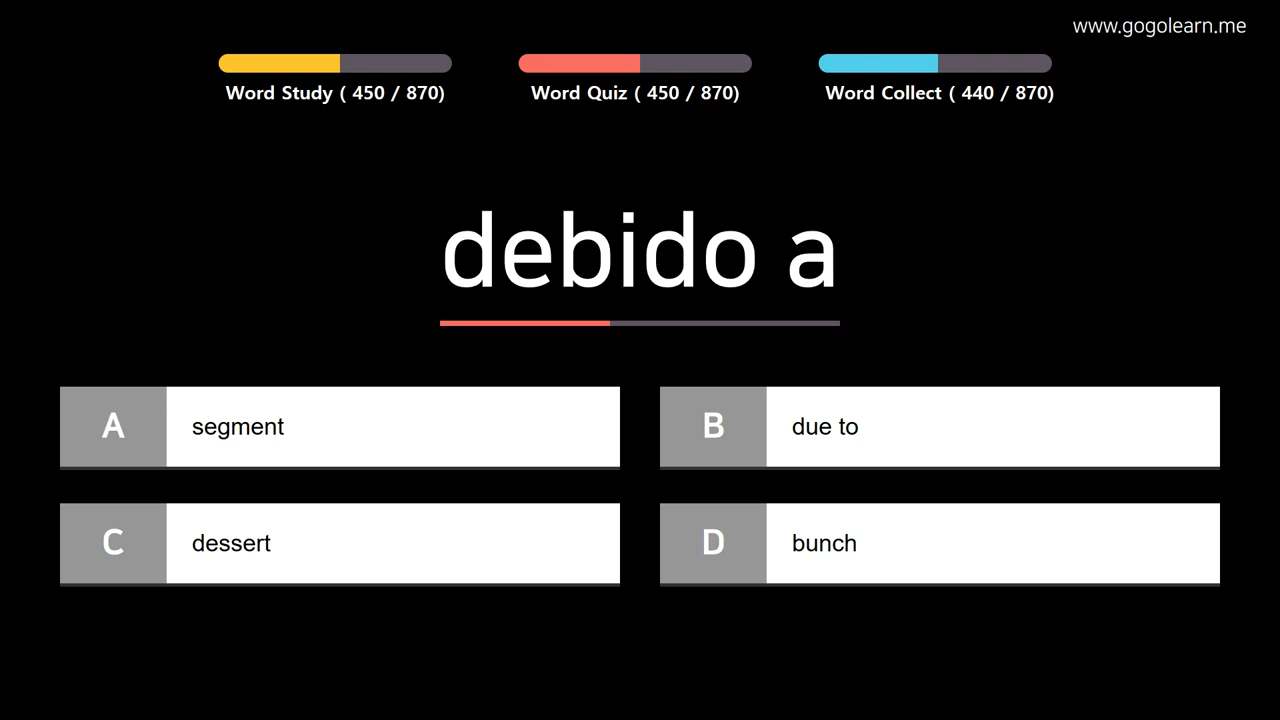 www.gogolearn.me
Word Study ( 450 / 870)
Word Quiz ( 450 / 870)
Word Collect ( 440 / 870)
debido a
A
segment
B
due to
C
dessert
D
bunch